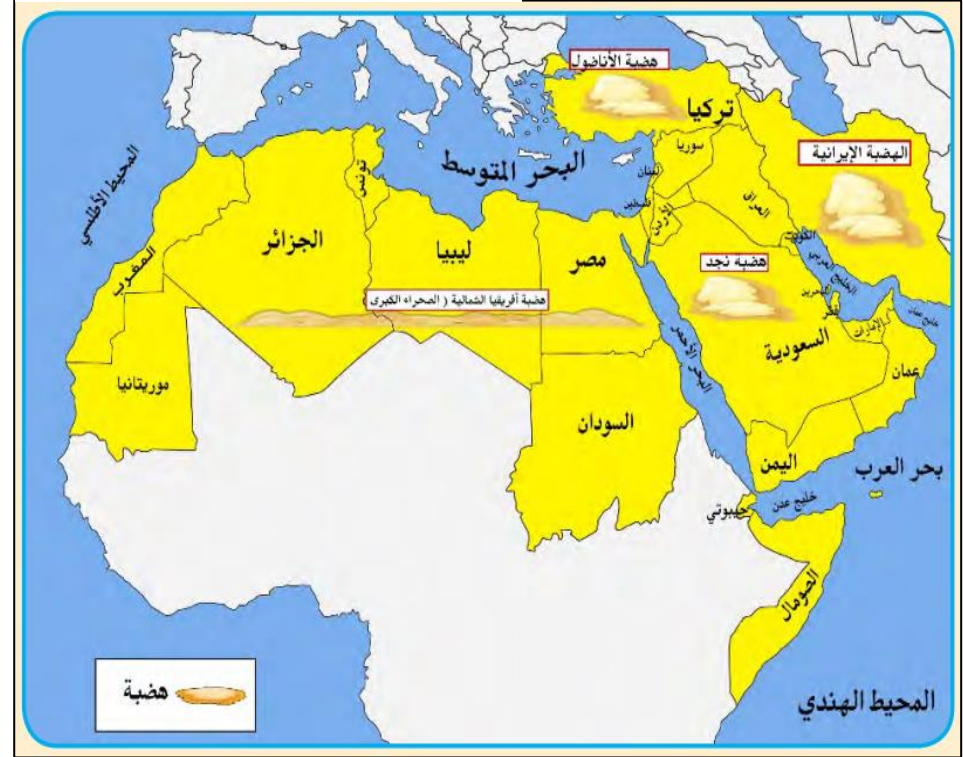 هضبة الأناضول
تركيا
الهضبة الإيرانية
سوريا
لبنان
فلسطين
الأردن
العراق
الكويت
البحر المتوسط
المحيط الأطلسي
تونس
الجزائر
ليبيا
مصر
المغرب
هضبة نجد
الخليج العربي
البحرين
قطر
خليج عمان
الإمارات
هضبة أفريقيا الشمالية ( الصحراء الكبرى
السعودية
البحر الأحمر
عمان
موريتانيا
السودان
اليمن
بحر العرب
خليج عدن
جيبوتي
الصومال
هضبة
المحيط الهندي